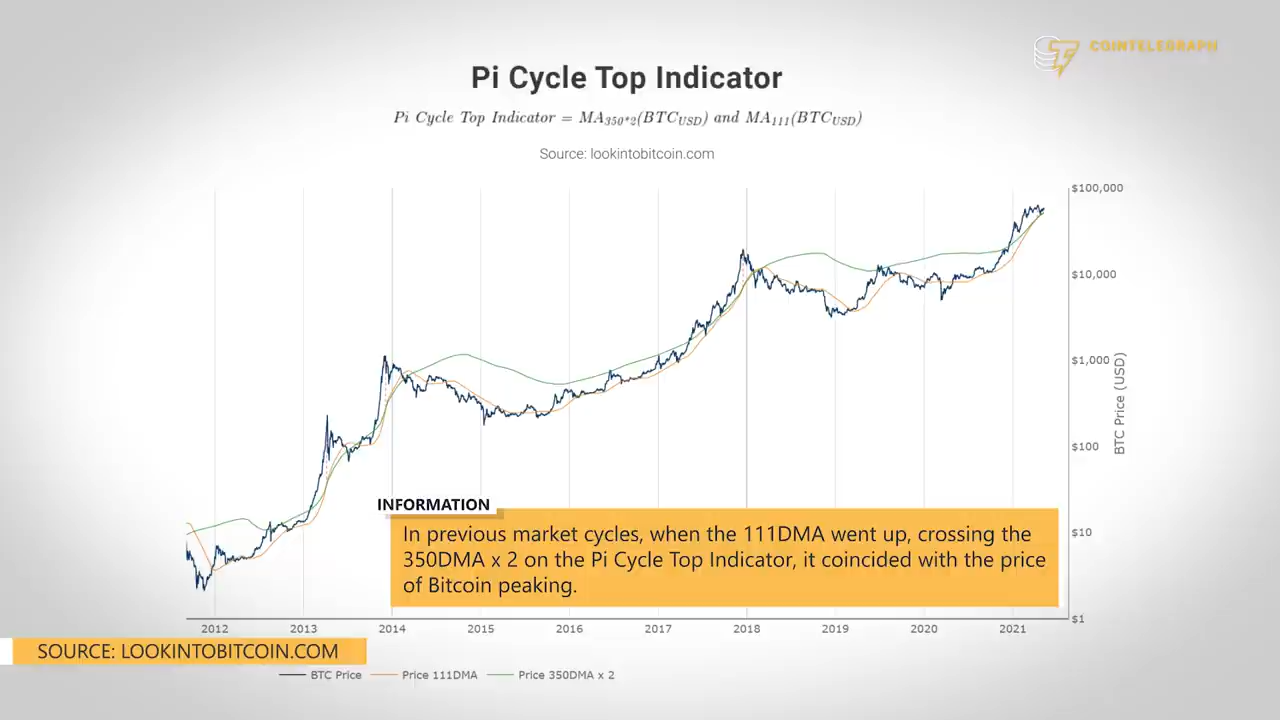 COINTELEGRAPH
Pi Cycle Top Indicator
Pi Cycle Top Indicator = MA350*2(BTCUSD) and MA111(BTCUSD)
Source: lookintobitcoin.com
$100,000
$10,000
$1,000
$100
$10
$1
BTC Price (USD)
INFORMATION
In previous market cycles, when the 111DMA went up, crossing the
350DMA x 2 on the Pi Cycle Top Indicator, it coincided with the price
of Bitcoin peaking.
2012 2013 2014 2015 2016 2017 2018 2019 2020 2021
SOURCE: LOOKINTOBITCOIN.COM
BTC Price Price 111DMA Price 350DMA x 2